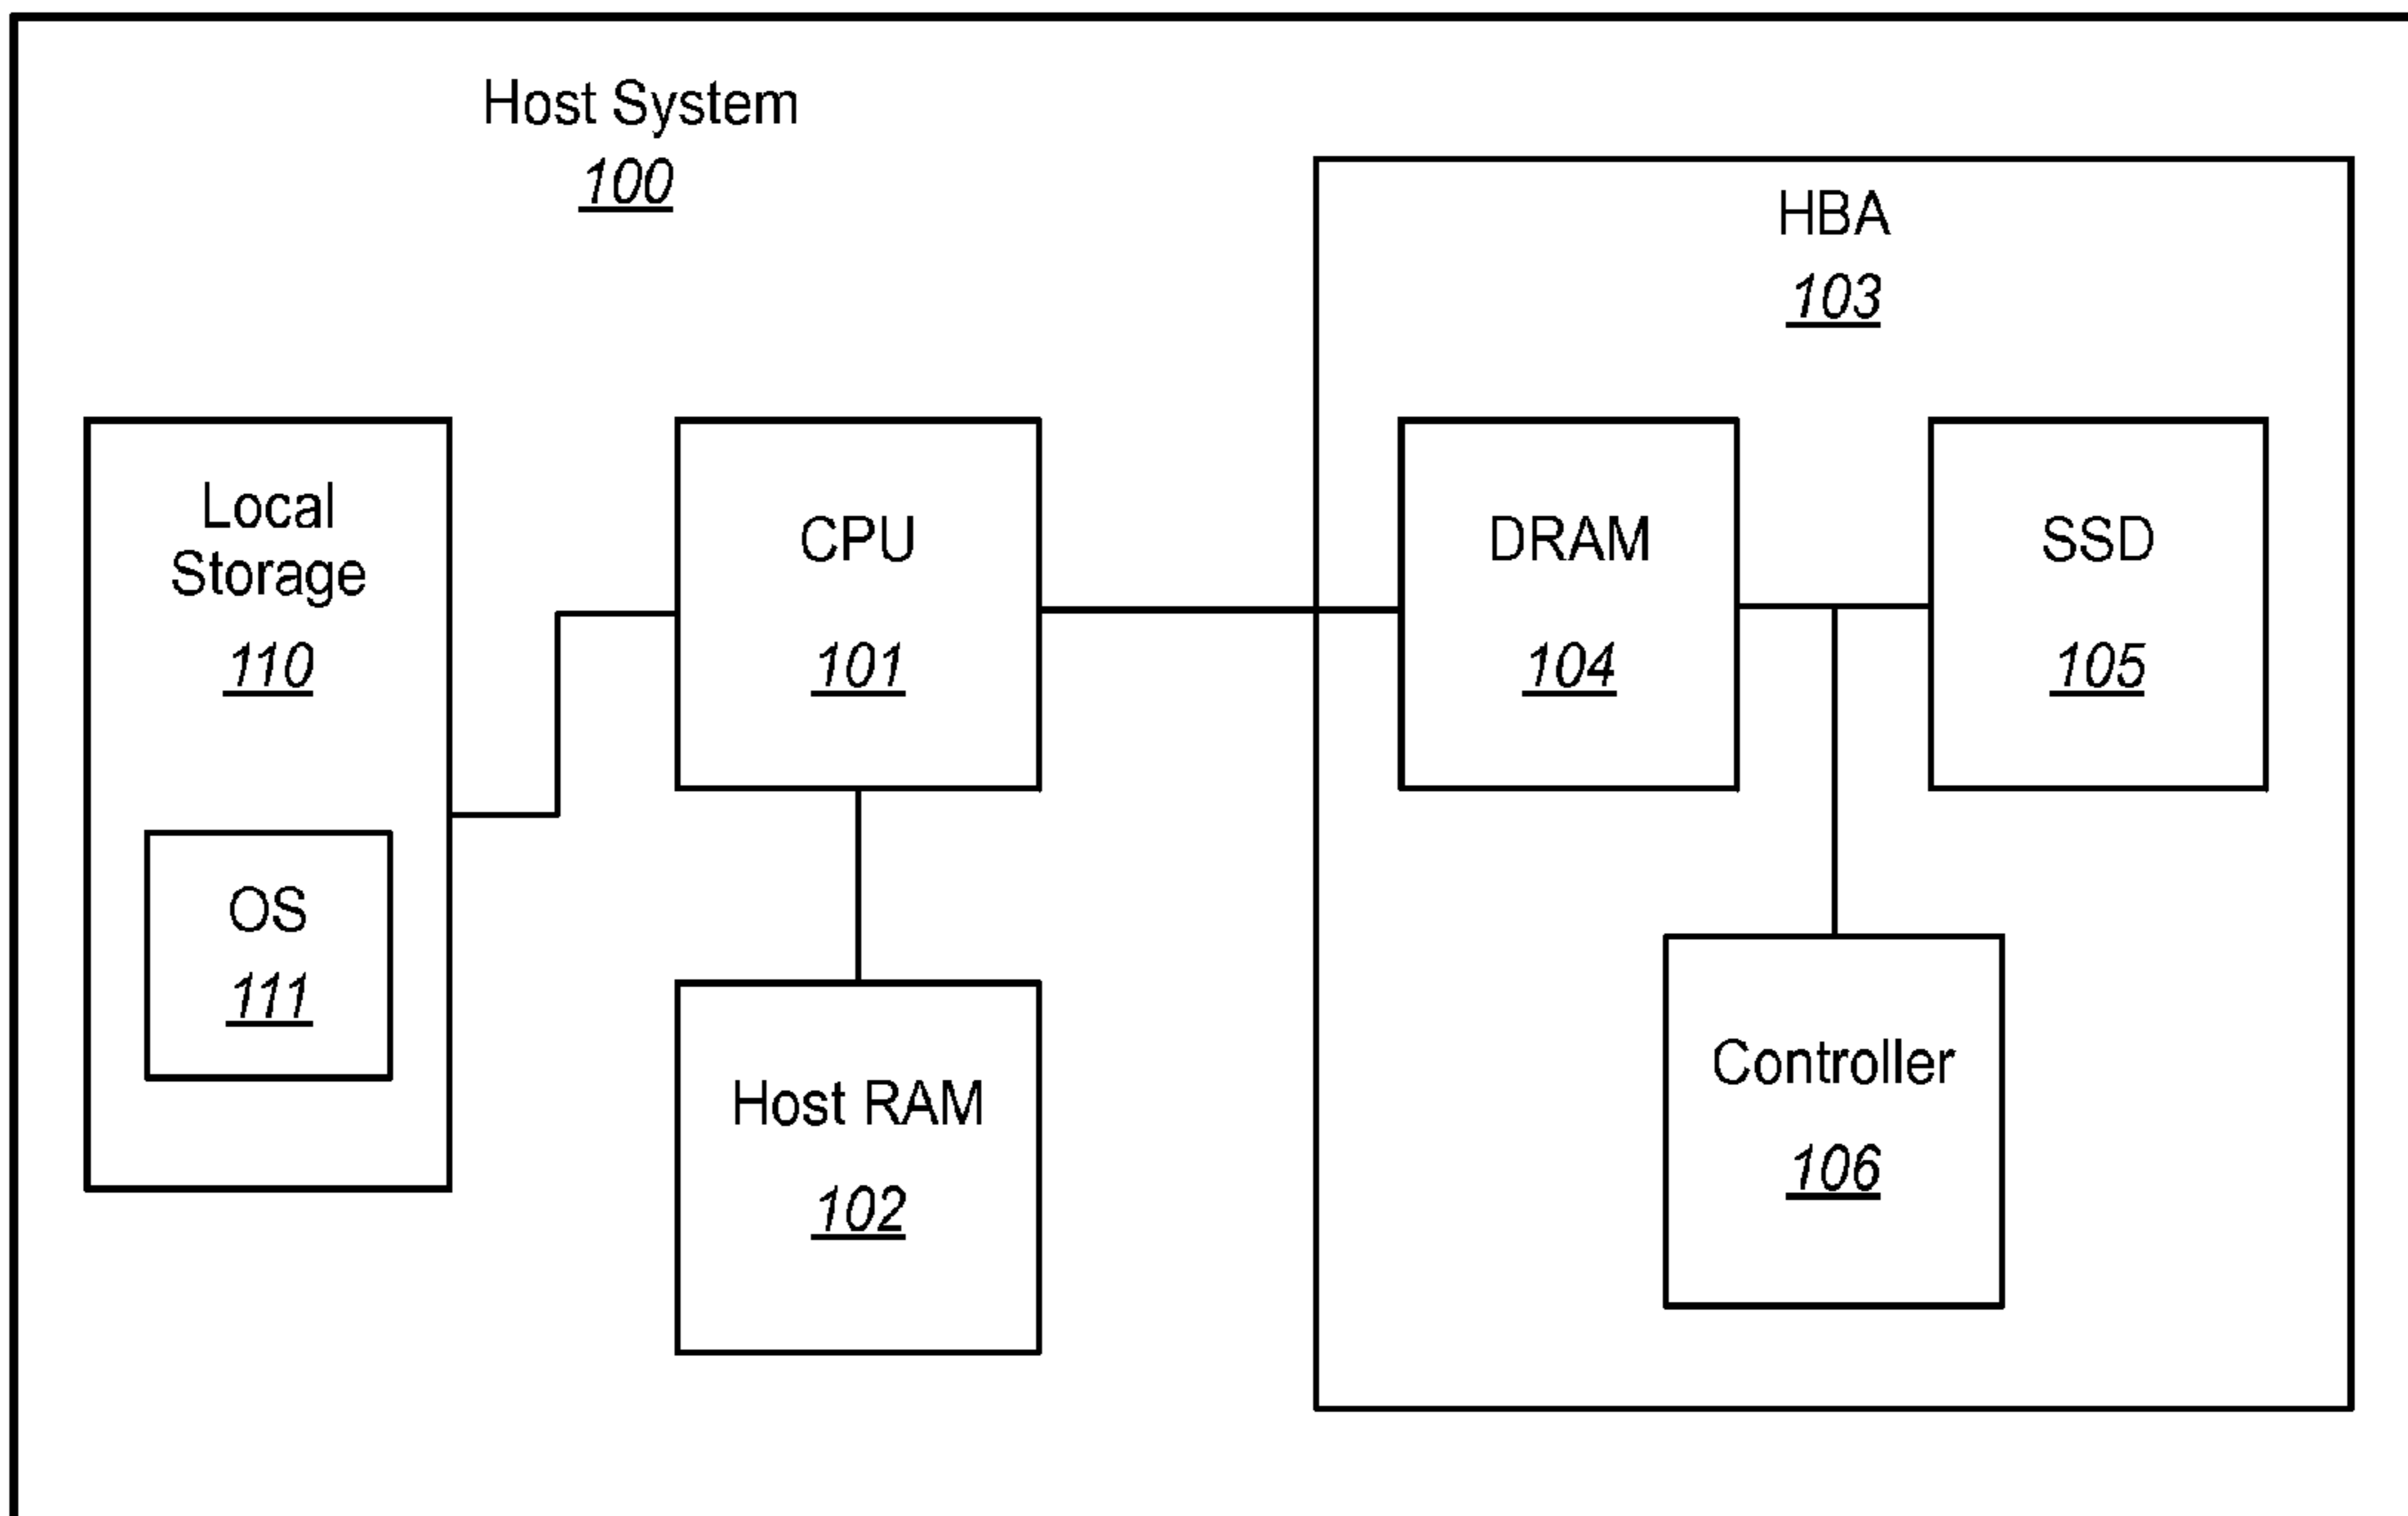 Host System
100
HBA
103
Local
Storage
110
OS
111
CPU
101
Host RAM
102
DRAM
104
SSD
105
Controller
106